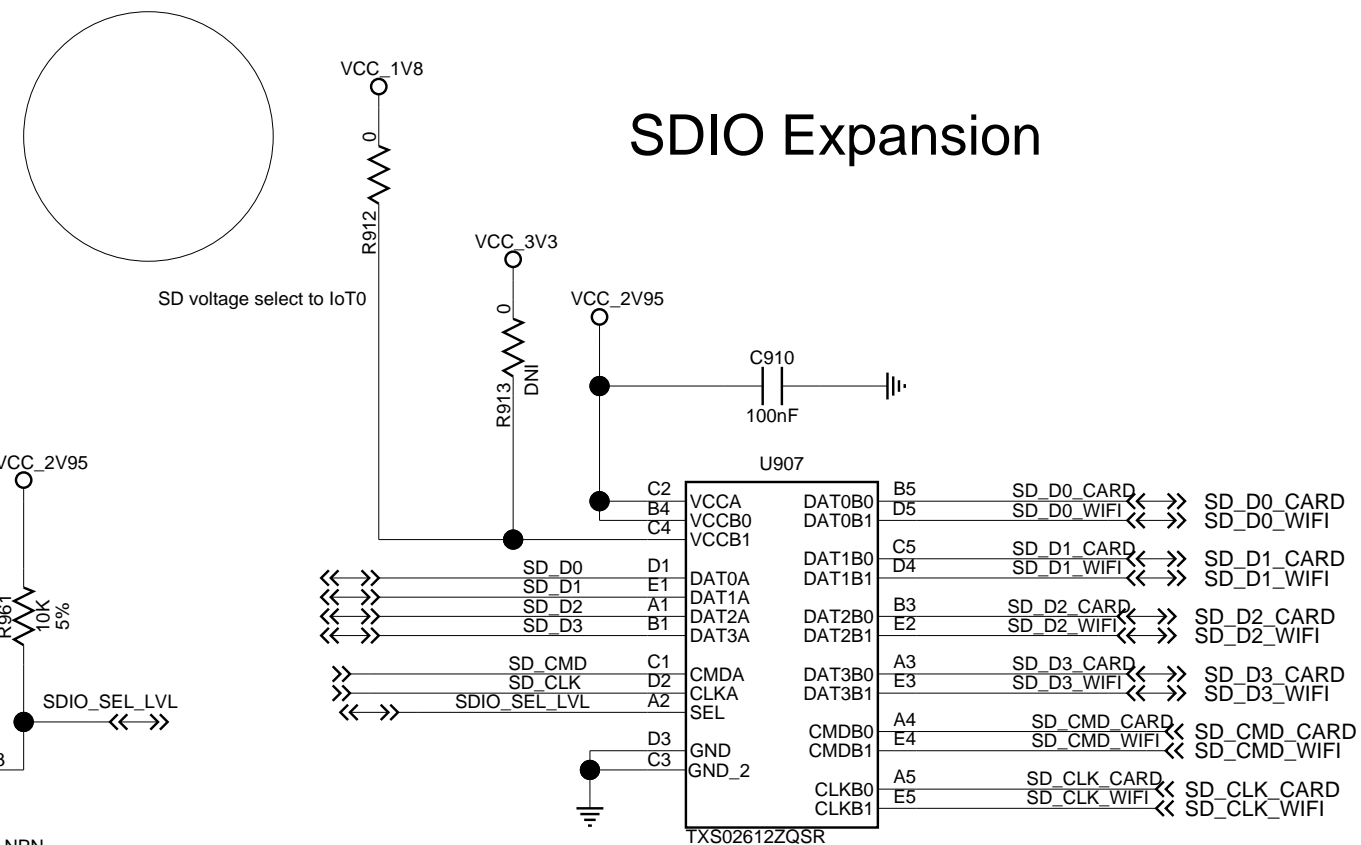 SDIO Expansion
VCC_1V8
0
R912
SD voltage select to IoT0
VCC_3V3
0
R913
DNI
VCC_2V95
C910
100nF
VCC_2V95
R961
10K
5%
SDIO_SEL_LVL
U907
C2 VCCA
B4 VCCB0
C4 VCCB1
SD_D0 D1 DAT0A
SD_D1 E1 DAT1A
SD_D2 A1 DAT2A
SD_D3 B1 DAT3A
SD_CMD C1 CMDA
SD_CLK D2 CLKA
SDIO_SEL_LVL A2 SEL
D3 GND
C3 GND_2
DAT0B0 B5 SD_D0_CARD SD_D0_CARD
DAT0B1 D5 SD_D0_WIFI SD_D0_WIFI
DAT1B0 C5 SD_D1_CARD SD_D1_CARD
DAT1B1 D4 SD_D1_WIFI SD_D1_WIFI
DAT2B0 B3 SD_D2_CARD SD_D2_CARD
DAT2B1 E2 SD_D2_WIFI SD_D2_WIFI
DAT3B0 A3 SD_D3_CARD SD_D3_CARD
DAT3B1 E3 SD_D3_WIFI SD_D3_WIFI
CMDB0 A4 SD_CMD_CARD SD_CMD_CARD
CMDB1 E4 SD_CMD_WIFI SD_CMD_WIFI
CLKB0 A5 SD_CLK_CARD SD_CLK_CARD
CLKB1 E5 SD_CLK_WIFI SD_CLK_WIFI
TXS02612ZQSR